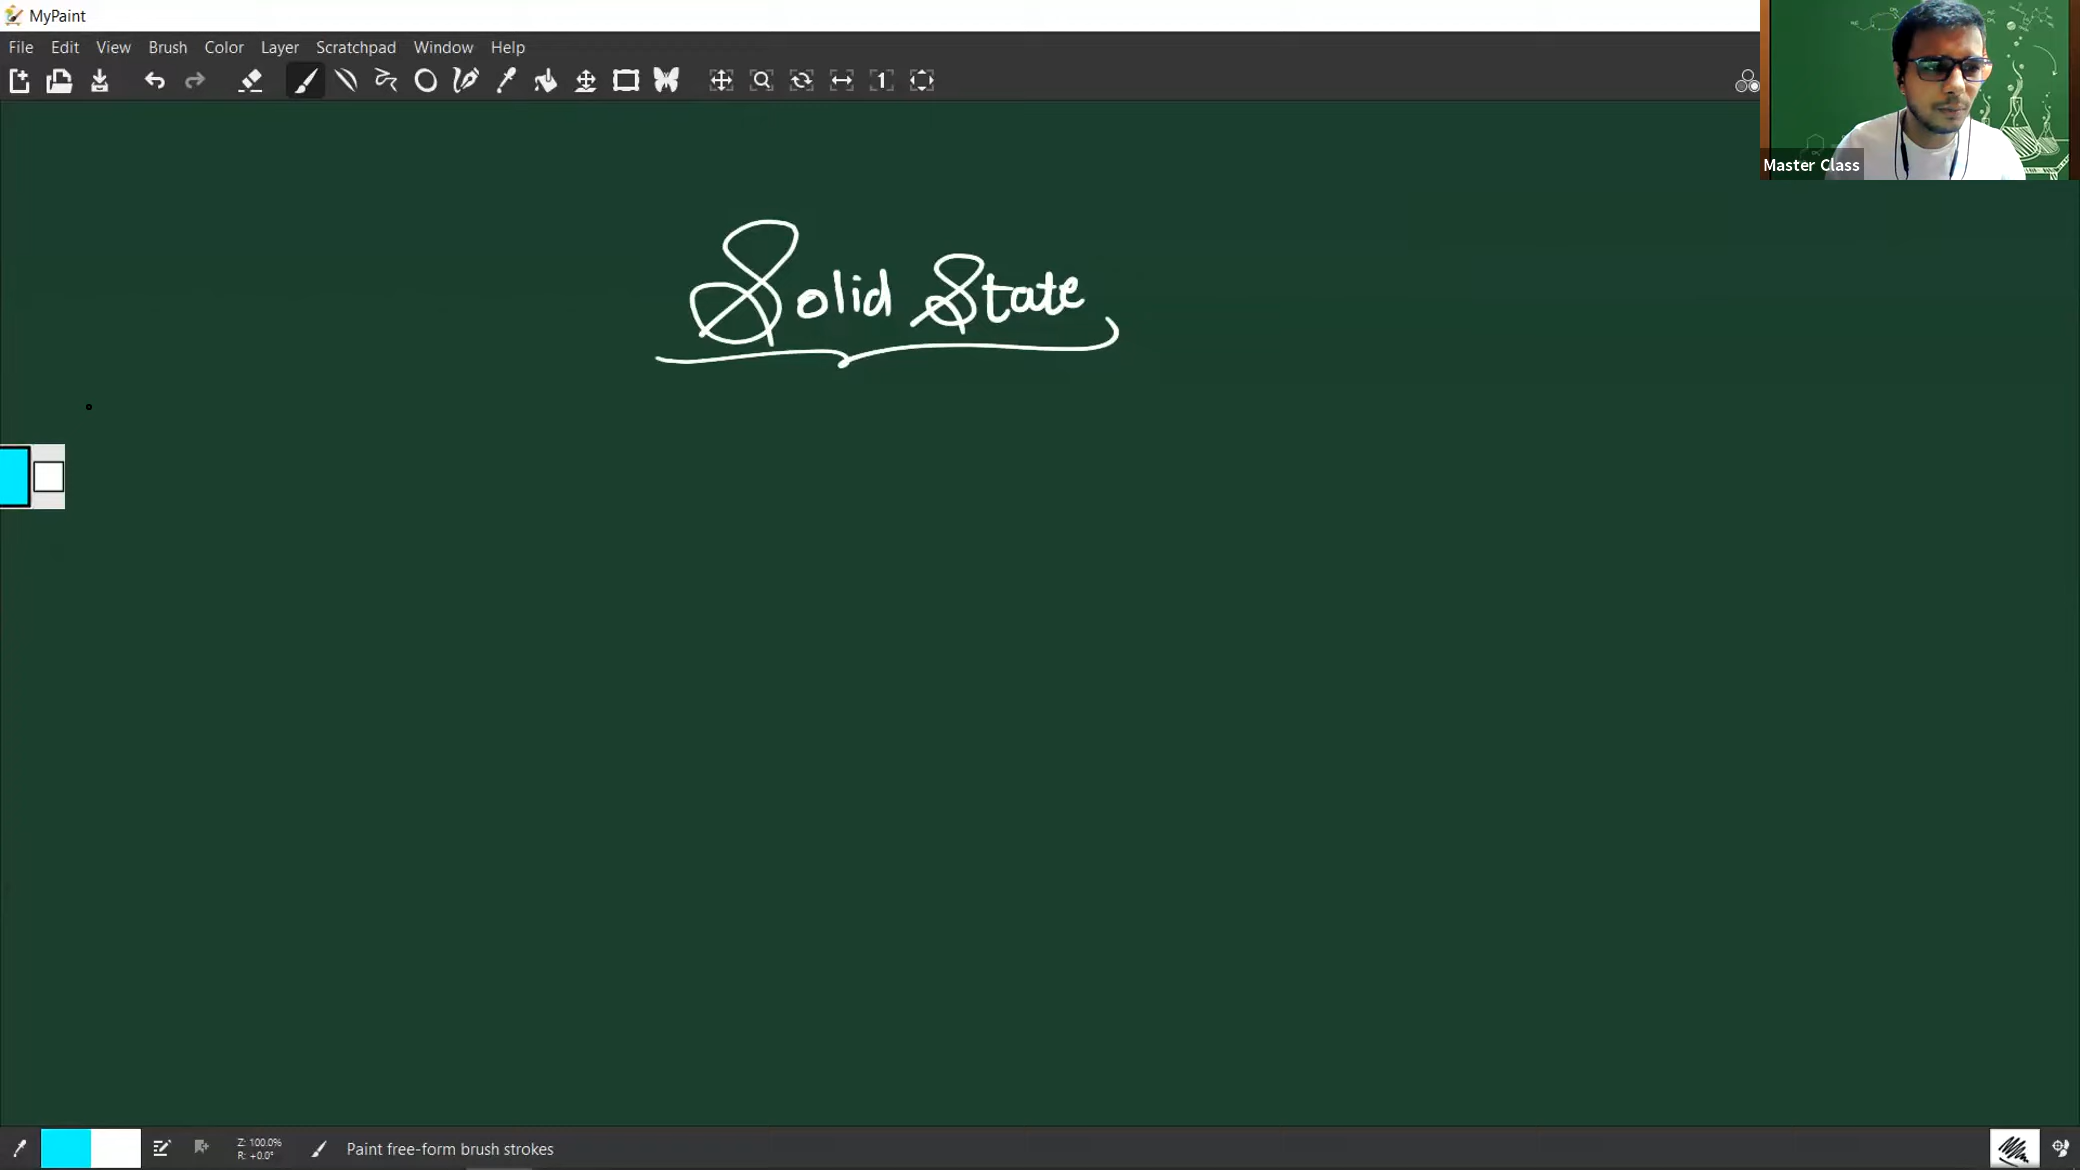 MyPaint
File Edit View Brush Color Layer Scratchpad Window Help
Master Class
Solid State
Z: 100.0%
R: +0.0°
Paint free-form brush strokes